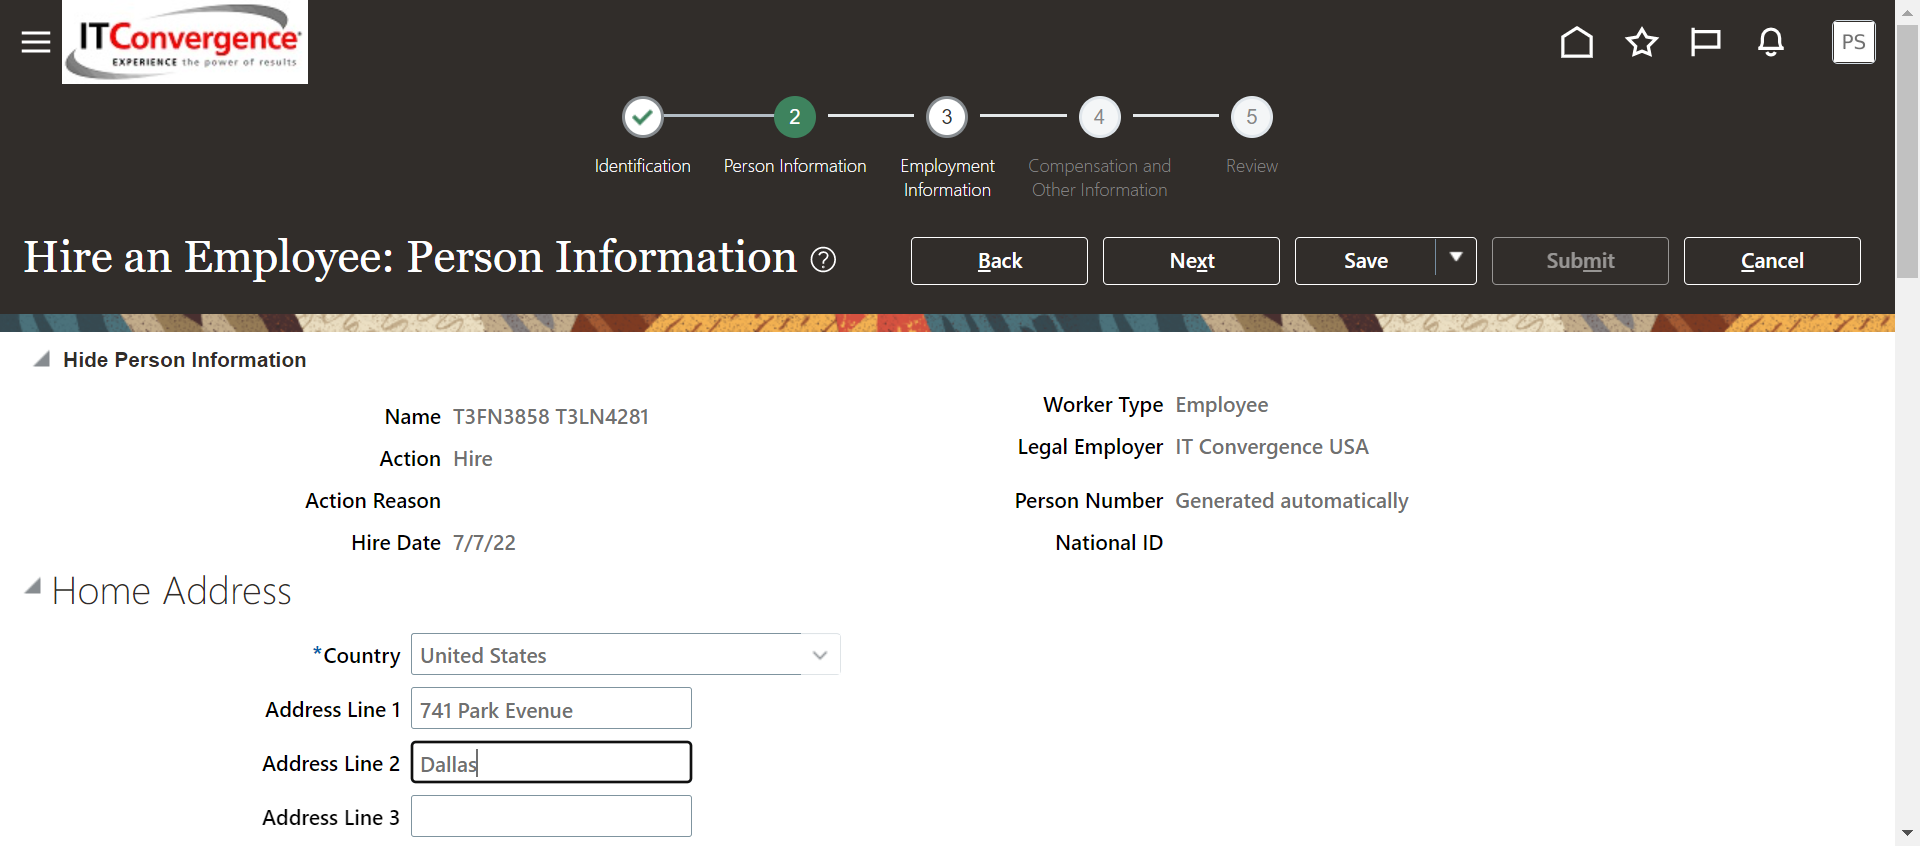 ITConvergence
EXPERIENCE the power of results
PS
2
3
4
5
Identification
Person Information
Employment
Information
Compensation and
Other Information
Review
Hire an Employee: Person Information ?
Back
Next
Save
Submit
Cancel
Hide Person Information
Name T3FN3858 T3LN4281
Action Hire
Action Reason
Hire Date 7/7/22
Worker Type Employee
Legal Employer IT Convergence USA
Person Number Generated automatically
National ID
Home Address
*Country United States
Address Line 1 741 Park Evenue
Address Line 2 Dallas
Address Line 3